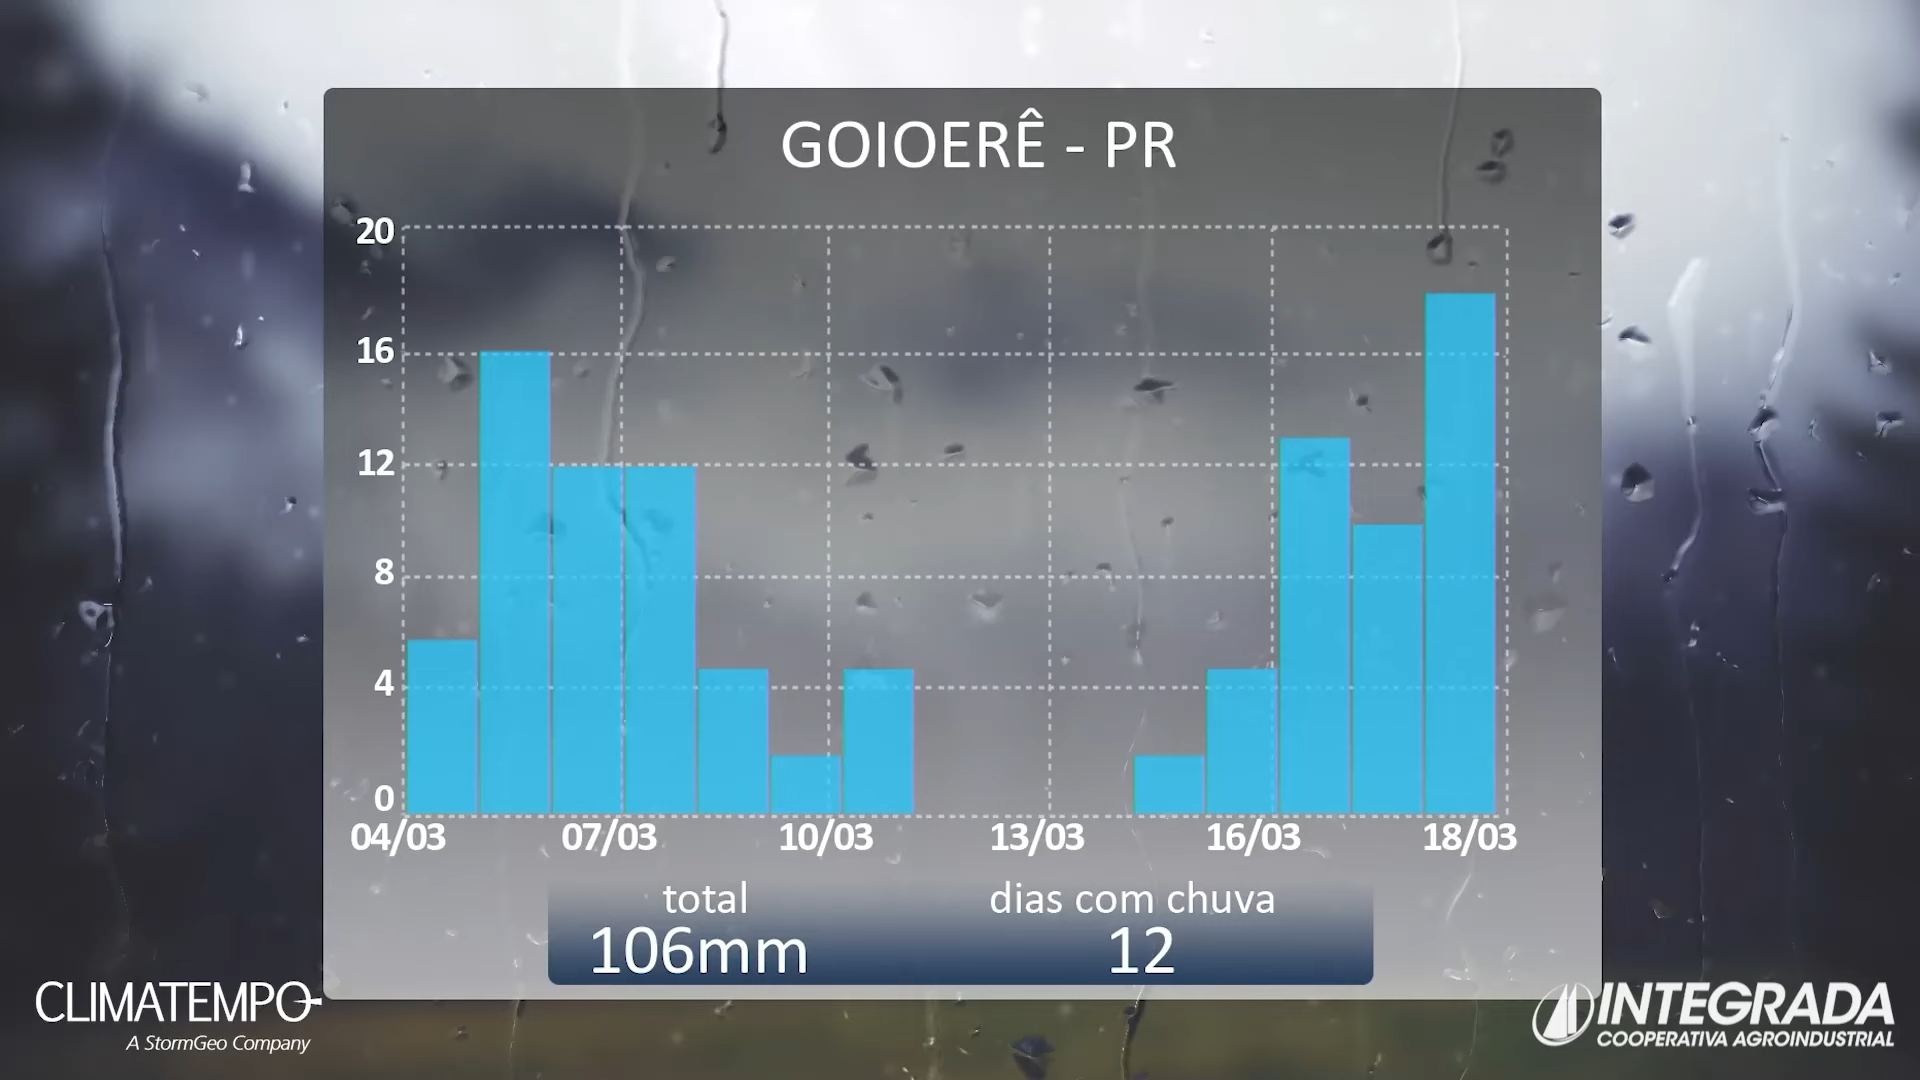 GOIOERÊ - PR
20
16
12
8
4
0
04/03 07/03 10/03 13/03 16/03 18/03
total dias com chuva
106mm 12
CLIMATEMPO
A StormGeo Company
INTEGRADA
COOPERATIVA AGROINDUSTRIAL